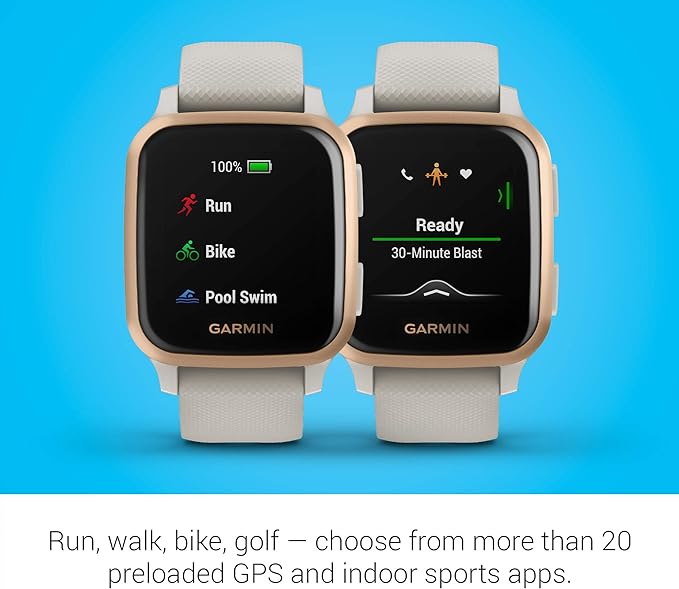 100%
Run
Bike
Pool Swim
GARMIN
Ready
30-Minute Blast
GARMIN
Run, walk, bike, golf — choose from more than 20
preloaded GPS and indoor sports apps.